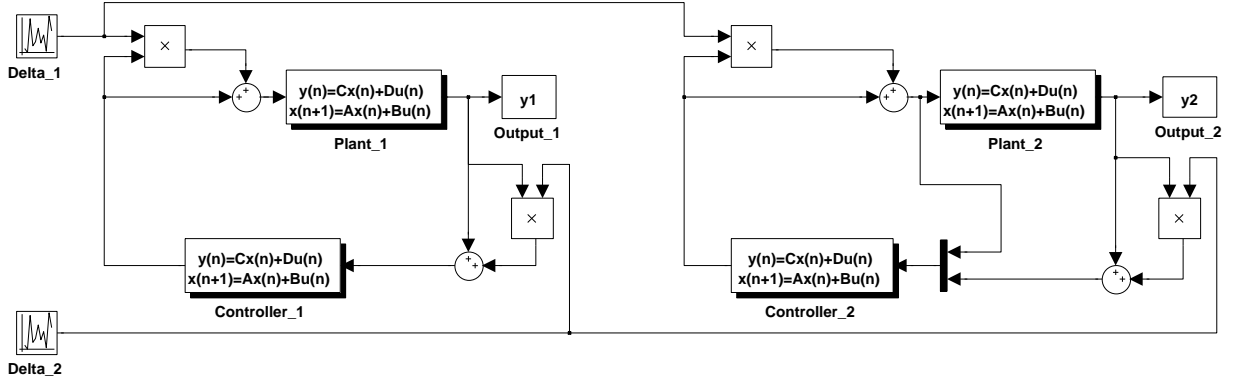 Delta_1
×
+
+
y(n)=Cx(n)+Du(n)
x(n+1)=Ax(n)+Bu(n)
Plant_1
y1
Output_1
×
+
+
y(n)=Cx(n)+Du(n)
x(n+1)=Ax(n)+Bu(n)
Controller_1
Delta_2
×
+
+
y(n)=Cx(n)+Du(n)
x(n+1)=Ax(n)+Bu(n)
Plant_2
y2
Output_2
×
+
+
y(n)=Cx(n)+Du(n)
x(n+1)=Ax(n)+Bu(n)
Controller_2